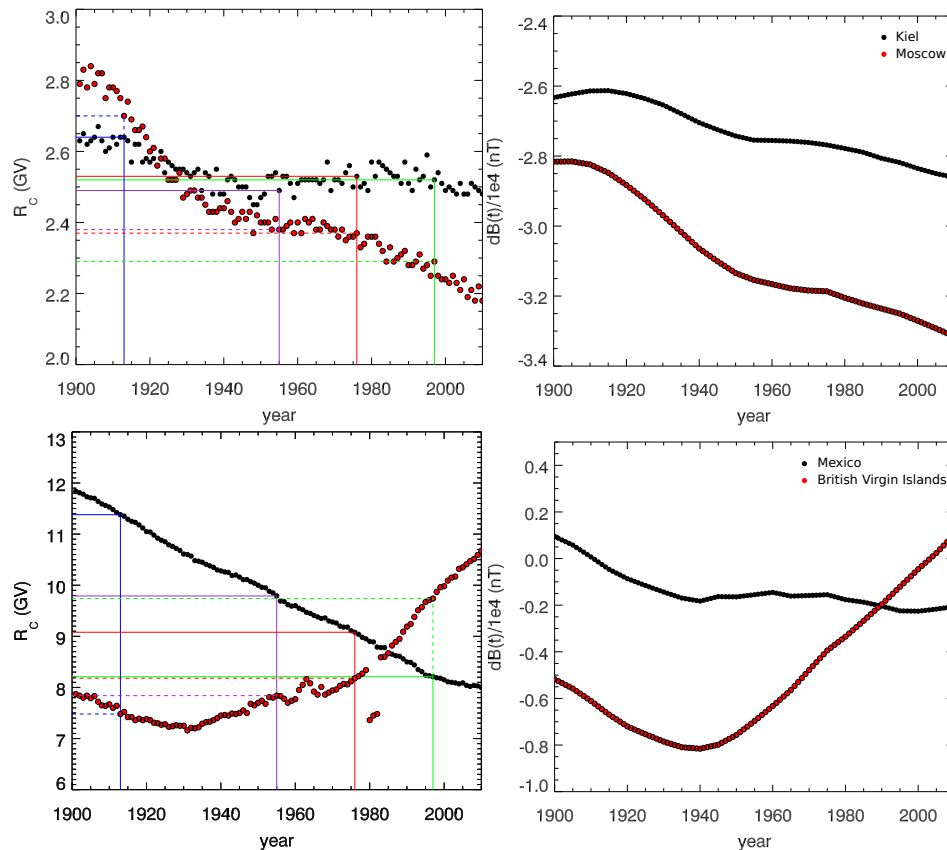 3.0
2.8
2.6
2.4
2.2
2.0
R_c (GV)
1900 1920 1940 1960 1980 2000
year
-2.4
-2.6
-2.8
-3.0
-3.2
-3.4
dB(t)/1e4 (nT)
Kiel
Moscow
1900 1920 1940 1960 1980 2000
year
13
12
11
10
9
8
7
6
R_c (GV)
1900 1920 1940 1960 1980 2000
year
0.4
0.2
0.0
-0.2
-0.4
-0.6
-0.8
-1.0
dB(t)/1e4 (nT)
Mexico
British Virgin Islands
1900 1920 1940 1960 1980 2000
year